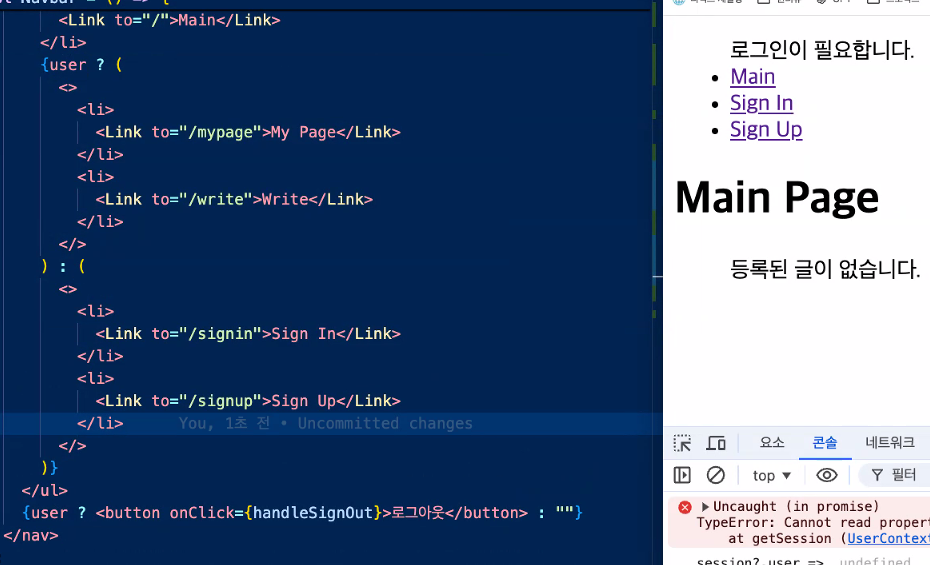 <Link to="/">Main</Link>
</li>
{user ? (
<>
<li>
<Link to="/mypage">My Page</Link>
</li>
<li>
<Link to="/write">Write</Link>
</li>
</>
) : (
<>
<li>
<Link to="/signin">Sign In</Link>
</li>
<li>
<Link to="/signup">Sign Up</Link>
</li> You, 1초 전 • Uncommitted changes
</>
)}
</ul>
{user ? <button onClick={handleSignOut}>로그아웃</button> : ""}
</nav>
로그인이 필요합니다.
• Main
• Sign In
• Sign Up
Main Page
등록된 글이 없습니다.
요소 콘솔 네트워크
top ▼ 필터
▶ Uncaught (in promise)
TypeError: Cannot read propert
at getSession (UserContext
session?.user => undefined